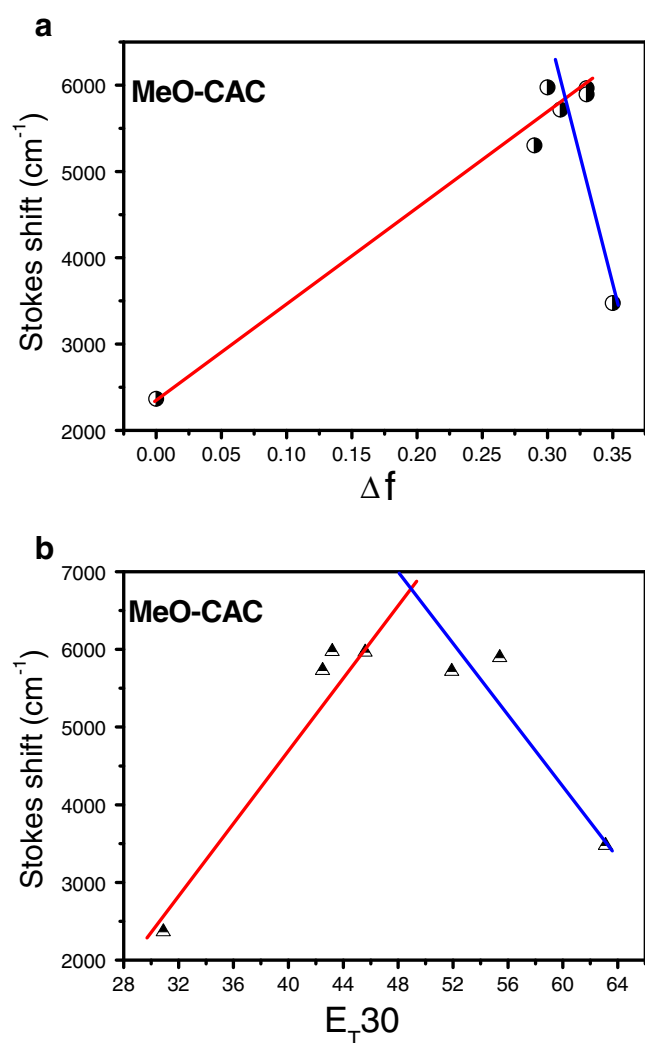 a
MeO-CAC
Stokes shift (cm⁻¹)
6000
5000
4000
3000
2000
0.00 0.05 0.10 0.15 0.20 0.25 0.30 0.35
Δf
b
MeO-CAC
Stokes shift (cm⁻¹)
7000
6000
5000
4000
3000
2000
28 32 36 40 44 48 52 56 60 64
E_T30